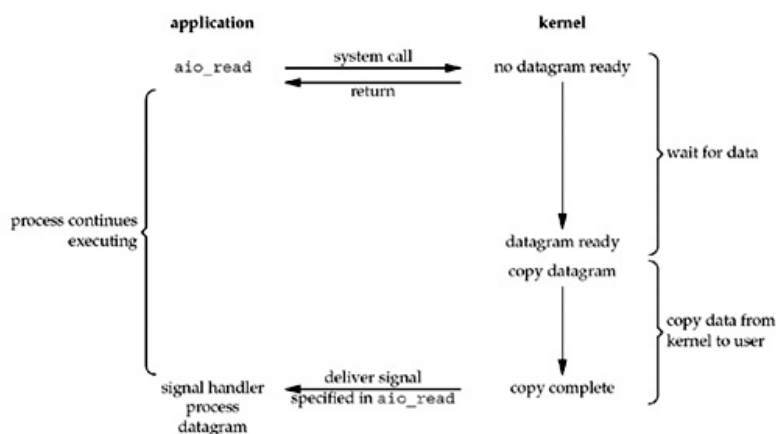 application
kernel
aio_read
system call
no datagram ready
return
wait for data
process continues
executing
datagram ready
copy datagram
copy data from
kernel to user
deliver signal
signal handler
specified in aio_read
copy complete
process
datagram